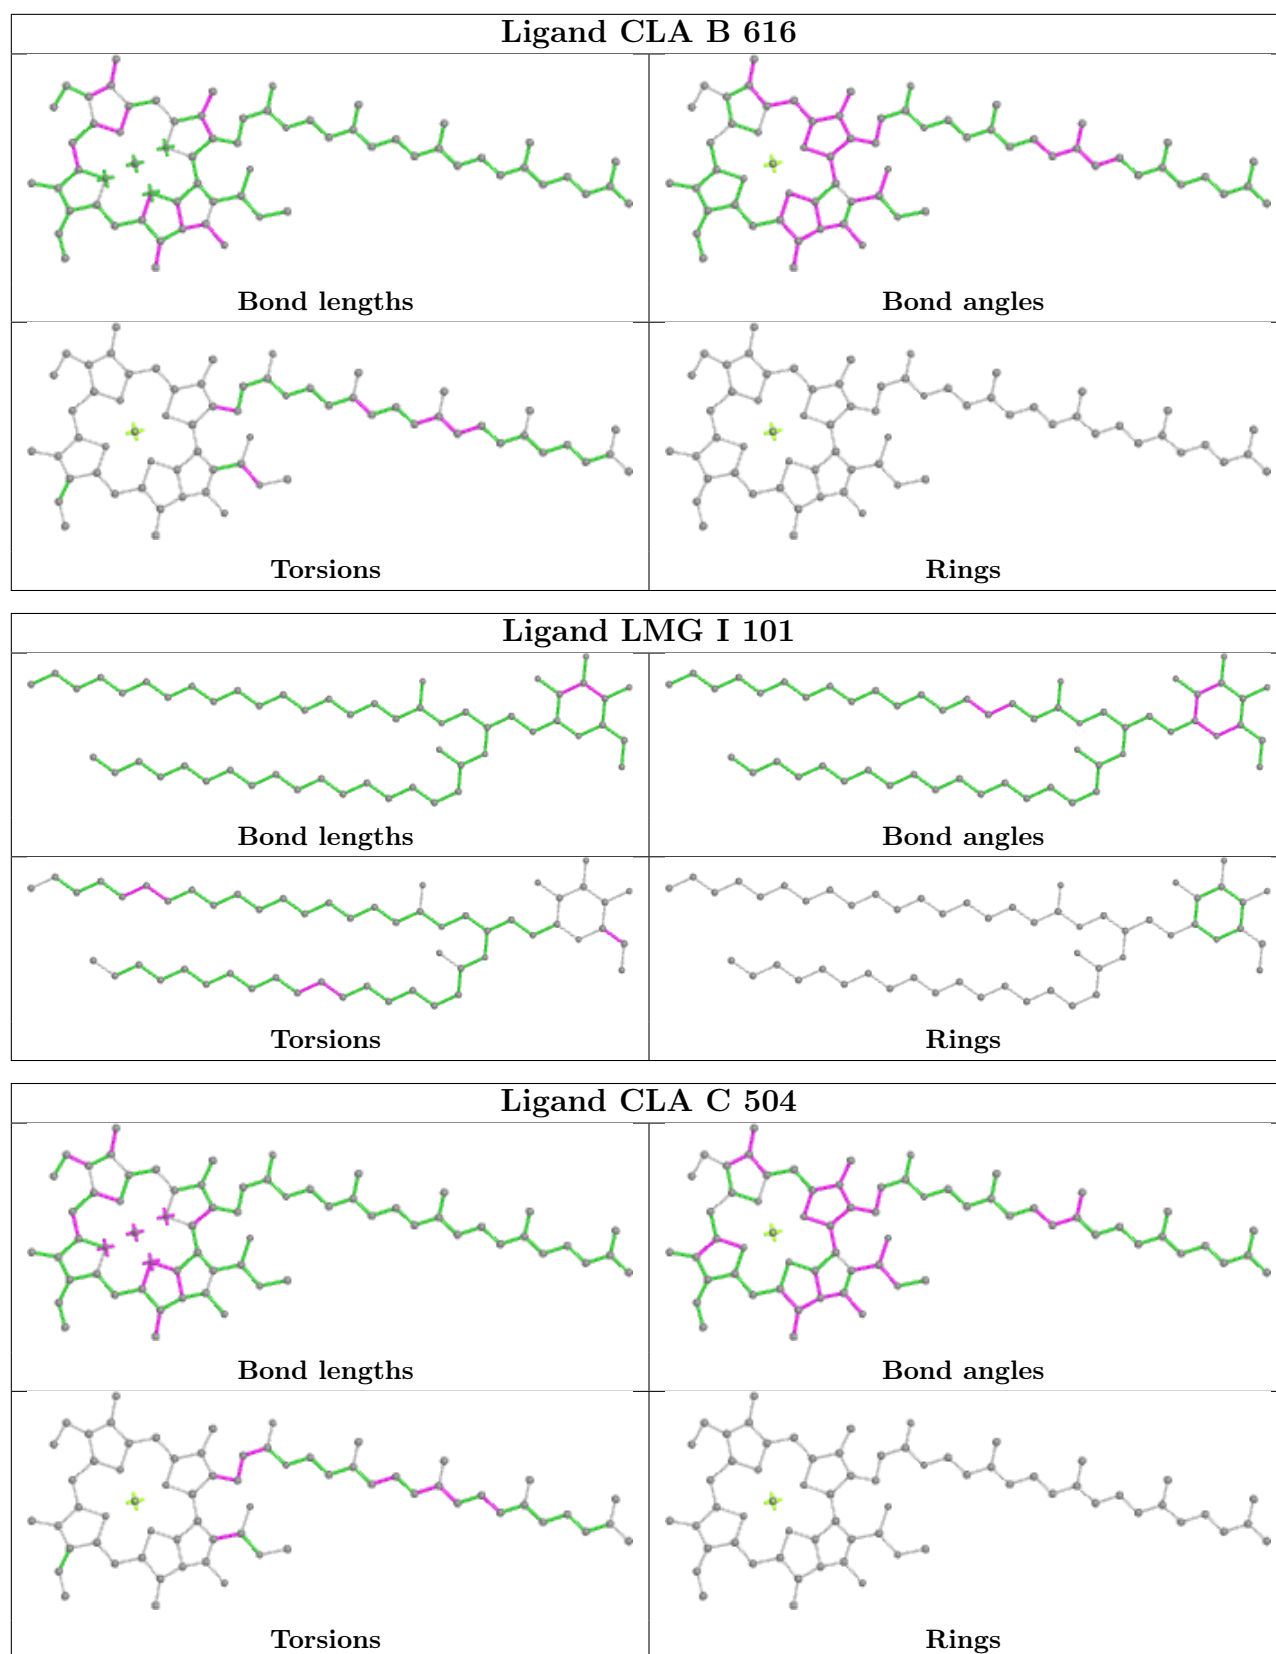 Ligand CLA B 616
Bond lengths
Bond angles
Torsions
Rings
Ligand LMG I 101
Bond lengths
Bond angles
Torsions
Rings
Ligand CLA C 504
Bond lengths
Bond angles
Torsions
Rings